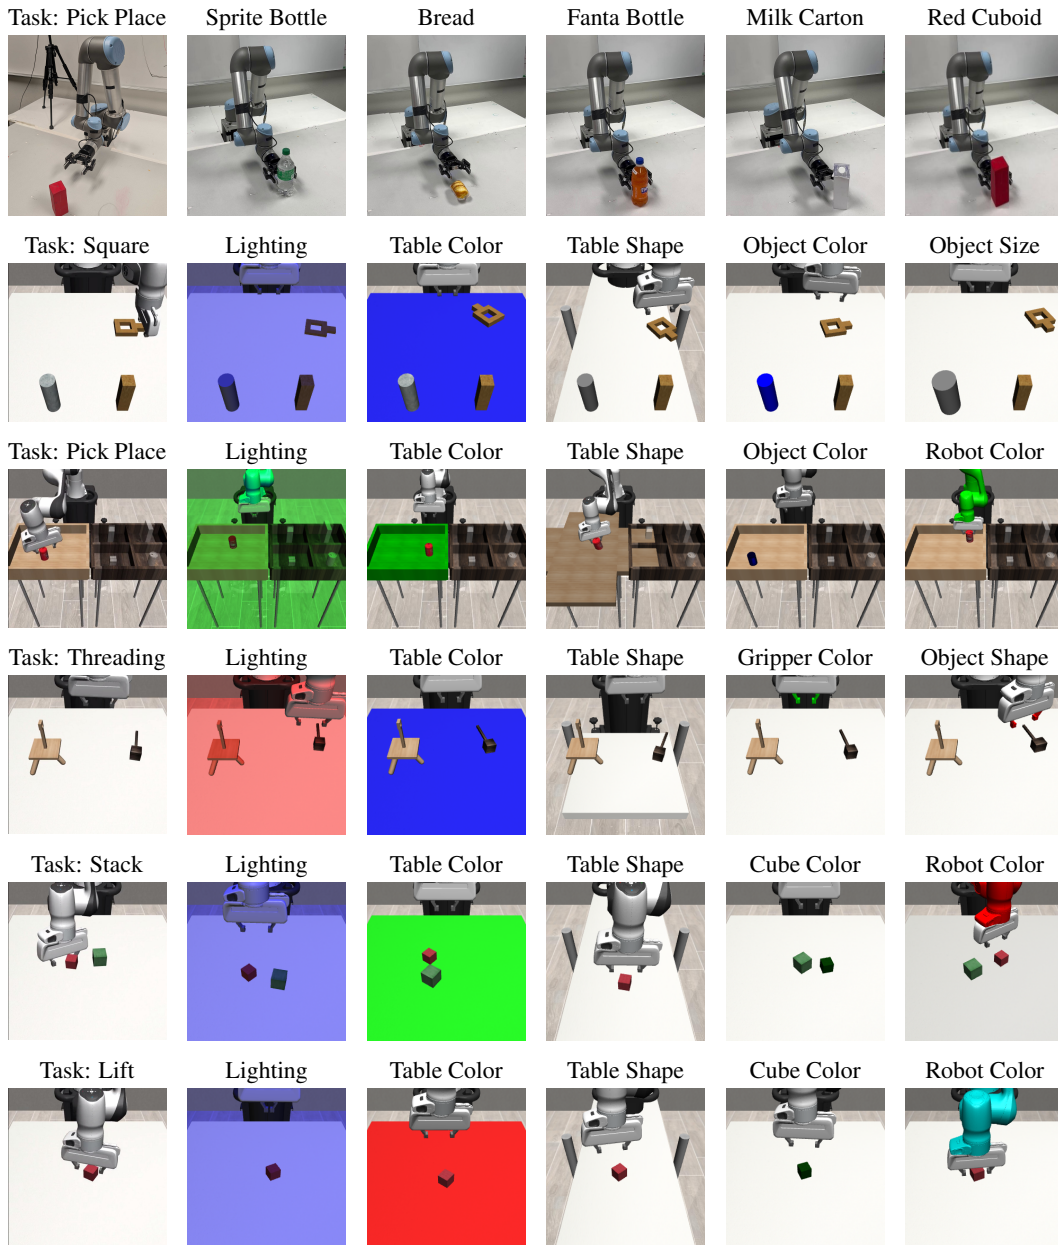 Task: Pick Place Sprite Bottle Bread Fanta Bottle Milk Carton Red Cuboid
Task: Square Lighting Table Color Table Shape Object Color Object Size
Task: Pick Place Lighting Table Color Table Shape Object Color Robot Color
Task: Threading Lighting Table Color Table Shape Gripper Color Object Shape
Task: Stack Lighting Table Color Table Shape Cube Color Robot Color
Task: Lift Lighting Table Color Table Shape Cube Color Robot Color